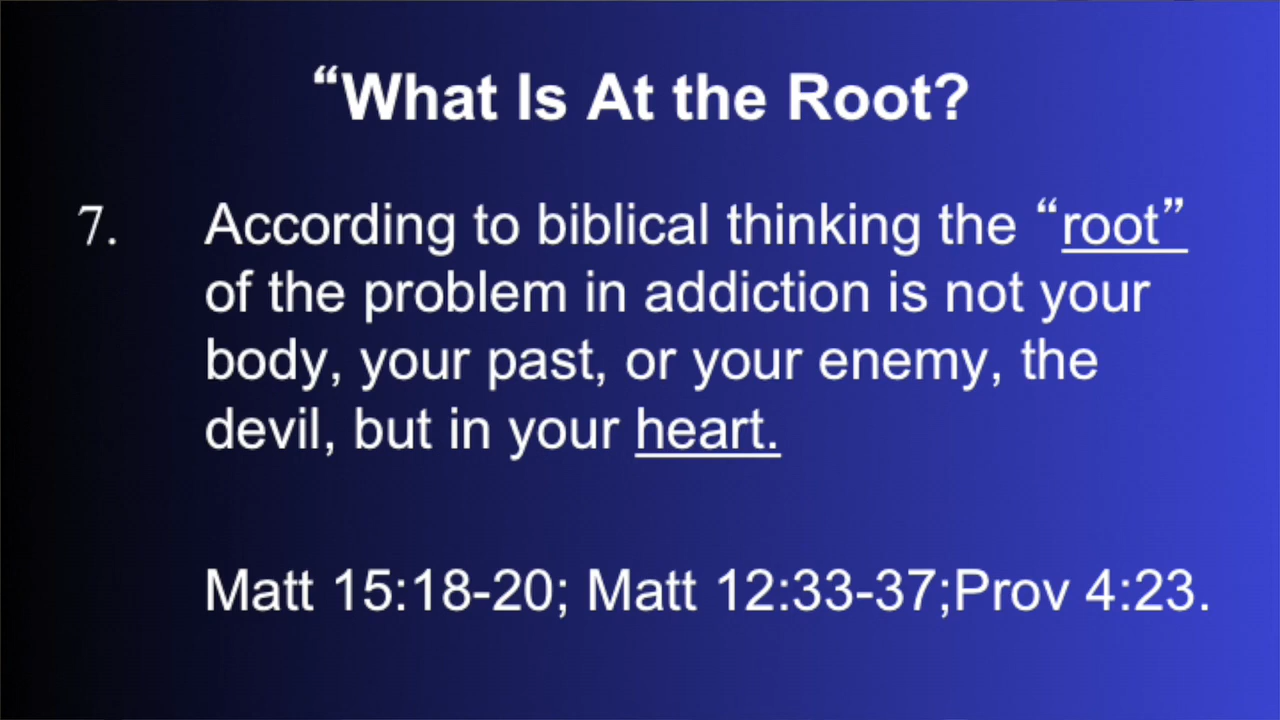 “What Is At the Root?
7. According to biblical thinking the “root”
of the problem in addiction is not your
body, your past, or your enemy, the
devil, but in your heart.
Matt 15:18-20; Matt 12:33-37;Prov 4:23.